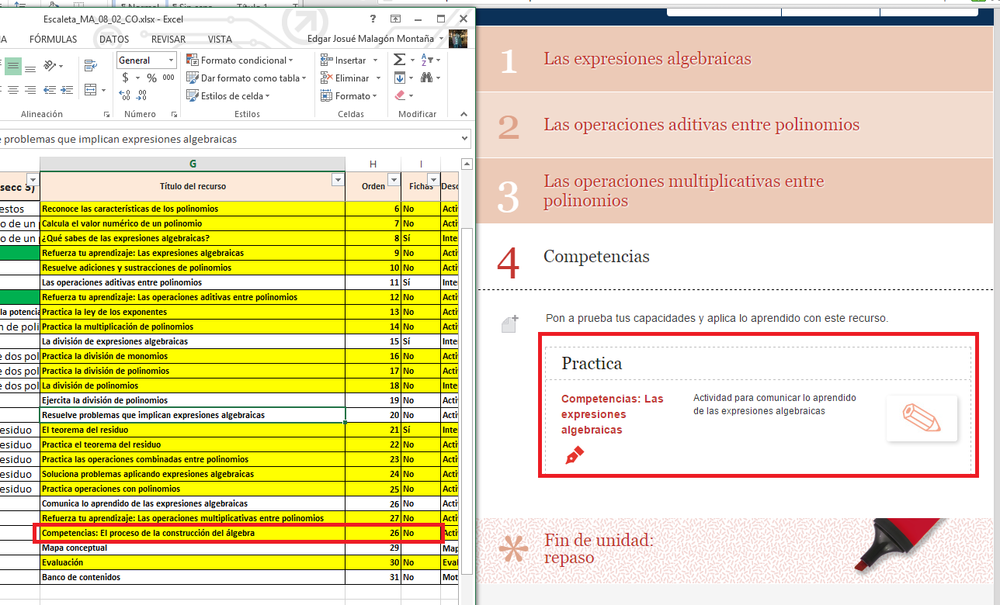 Escaleta_MA_08_02_CO.xlsx - Excel
FÓRMULAS DATOS REVISAR VISTA Edgar Josué Malagón Montaña
General
$ % 000
Formato condicional
Dar formato como tabla
Estilos de celda
Insertar
Eliminar
Formato
Alineación Número Estilos Celdas Modificar
problemas que implican expresiones algebraicas
G H I
secc 5) Título del recurso Orden Fichas Desc
estos Reconoce las características de los polinomios 6 No Acti
o de un Calcula el valor numérico de un polinomio 7 No Acti
o de un ¿Qué sabes de las expresiones algebraicas? 8 Sí Inte
Refuerza tu aprendizaje: Las expresiones algebraicas 9 No Acti
Resuelve adiciones y sustracciones de polinomios 10 No Acti
Las operaciones aditivas entre polinomios 11 Sí Inte
Refuerza tu aprendizaje: Las operaciones aditivas entre polinomios 12 No Acti
la potencia Practica la ley de los exponentes 13 No Acti
n de poli Practica la multiplicación de polinomios 14 No Acti
La división de expresiones algebraicas 15 Sí Inte
e dos pol Practica la división de monomios 16 No Acti
e dos pol Practica la división de polinomios 17 No Acti
e dos pol La división de polinomios 18 No Inte
Ejercita la división de polinomios 19 No Acti
Resuelve problemas que implican expresiones algebraicas 20 No Acti
esiduo El teorema del residuo 21 Sí Inte
esiduo Practica el teorema del residuo 22 No Acti
esiduo Practica las operaciones combinadas entre polinomios 23 No Acti
esiduo Soluciona problemas aplicando expresiones algebraicas 24 No Acti
esiduo Practica operaciones con polinomios 25 No Acti
Comunica lo aprendido de las expresiones algebraicas 26 No Acti
Refuerza tu aprendizaje: Las operaciones multiplicativas entre polinomios 27 No Acti
Competencias: El proceso de la construcción del álgebra 26 No Acti
Mapa conceptual 29 Map
Evaluación 30 No Eval
Banco de contenidos 31 No Mot
1 Las expresiones algebraicas
2 Las operaciones aditivas entre polinomios
3 Las operaciones multiplicativas entre
polinomios
4 Competencias
Pon a prueba tus capacidades y aplica lo aprendido con este recurso.
Practica
Competencias: Las
expresiones
algebraicas
Actividad para comunicar lo aprendido
de las expresiones algebraicas
* Fin de unidad:
repaso